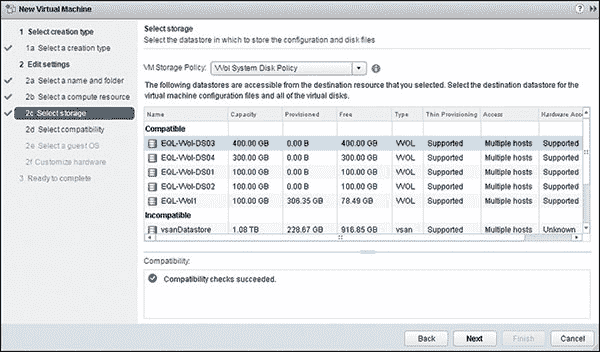 New Virtual Machine
1 Select creation type
1a Select a creation type
2 Edit settings
2a Select a name and folder
2b Select a compute resource
2c Select storage
2d Select compatibility
2e Select a guest OS
2f Customize hardware
3 Ready to complete
Select storage
Select the datastore in which to store the configuration and disk files
VM Storage Policy: VVol System Disk Policy
The following datastores are accessible from the destination resource that you selected. Select the destination datastore for the
virtual machine configuration files and all of the virtual disks.
Name Capacity Provisioned Free Type Thin Provisioning Access Hardware Acce
Compatible
EQL-VVol-DS03 400.00 GB 0.00 B 400.00 GB VVOL Supported Multiple hosts Supported
EQL-VVol-DS04 300.00 GB 0.00 B 300.00 GB VVOL Supported Multiple hosts Supported
EQL-VVol-DS01 100.00 GB 0.00 B 100.00 GB VVOL Supported Multiple hosts Supported
EQL-VVol-DS02 100.00 GB 0.00 B 100.00 GB VVOL Supported Multiple hosts Supported
EQL-VVol1 100.00 GB 308.35 GB 78.49 GB VVOL Supported Multiple hosts Supported
Incompatible
vsanDatastore 1.08 TB 228.67 GB 916.85 GB vsan Supported Multiple hosts Unknown
Compatibility:
Compatibility checks succeeded.
Back Next Finish Cancel